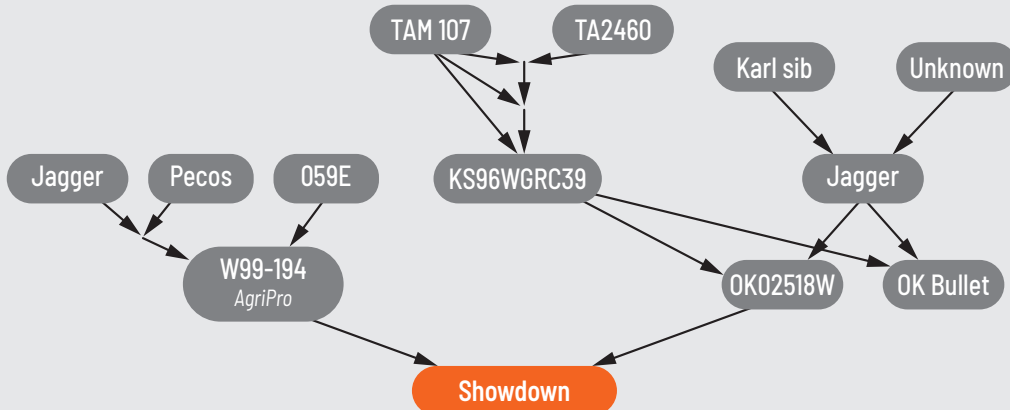 TAM 107
TA2460
Karl sib
Unknown
Jagger
Pecos
059E
KS96WGRC39
Jagger
W99-194
AgriPro
OK02518W
OK Bullet
Showdown